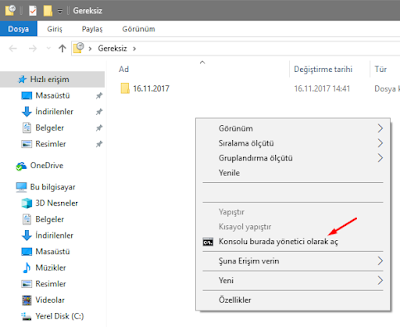 Gereksiz
Dosya Giriş Paylaş Görünüm
Gereksiz
Ad Değiştirme tarihi Tür
16.11.2017 16.11.2017 14:41 Dosya k
Hızlı erişim
Masaüstü
İndirilenler
Belgeler
Resimler
OneDrive
Bu bilgisayar
3D Nesneler
Belgeler
İndirilenler
Masaüstü
Müzikler
Resimler
Videolar
Yerel Disk (C:)
Görünüm
Sıralama ölçütü
Gruplandırma ölçütü
Yenile
Yapıştır
Kısayol yapıştır
Konsolu burada yönetici olarak aç
Şuna Erişim verin
Yeni
Özellikler